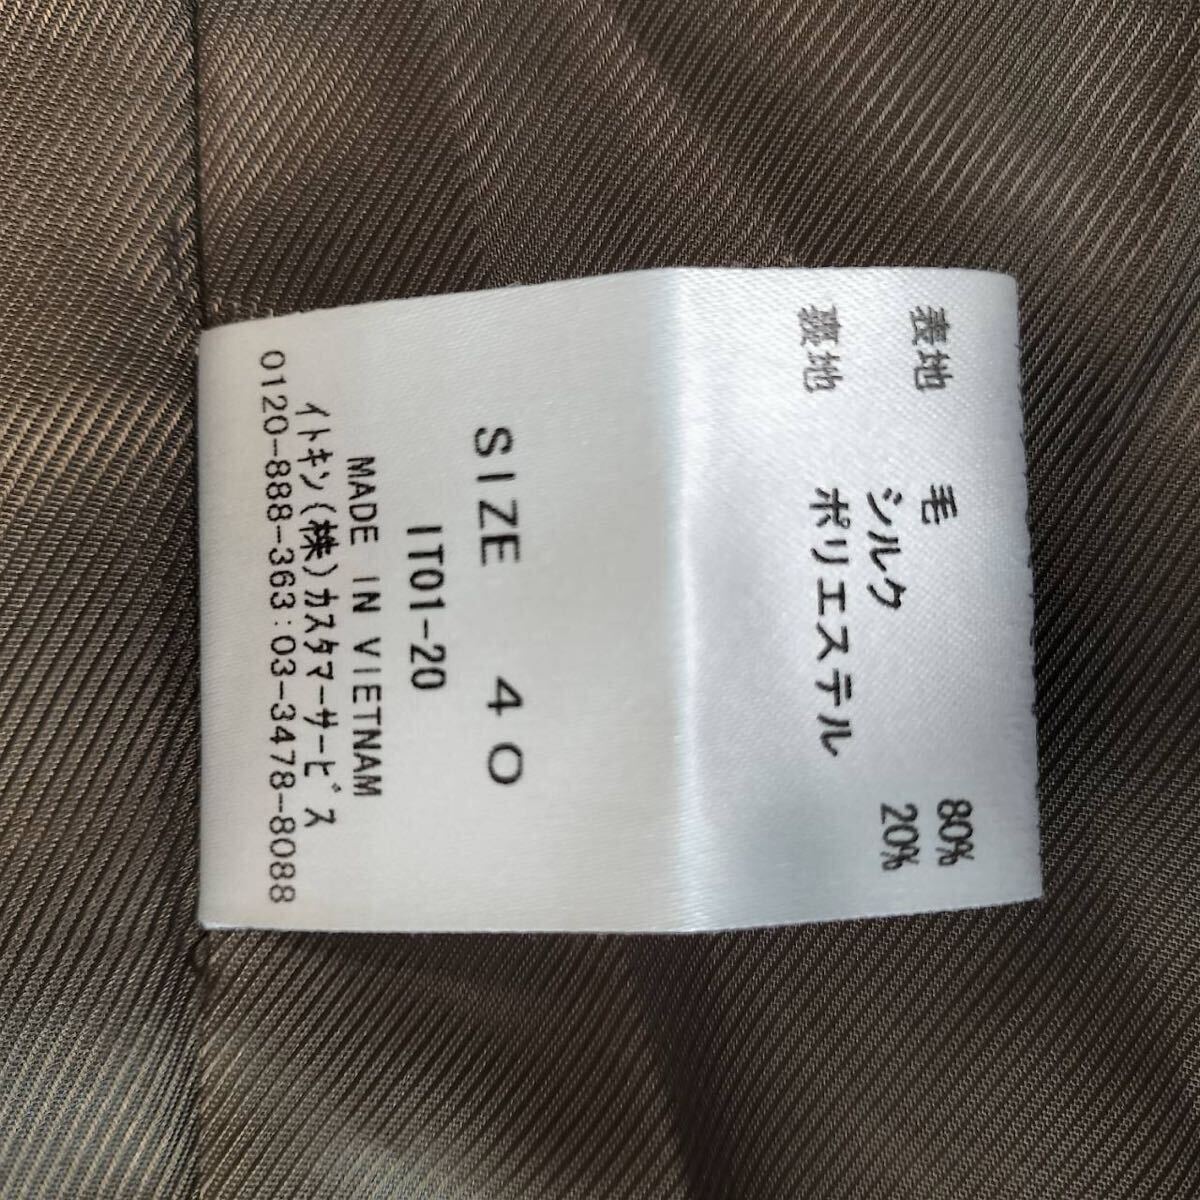 表地 毛 80%
シルク 20%
裏地 ポリエステル
SIZE 40
IT01-20
MADE IN VIETNAM
イトキン(株)カスタマーサービス
0120-888-363:03-3478-8088